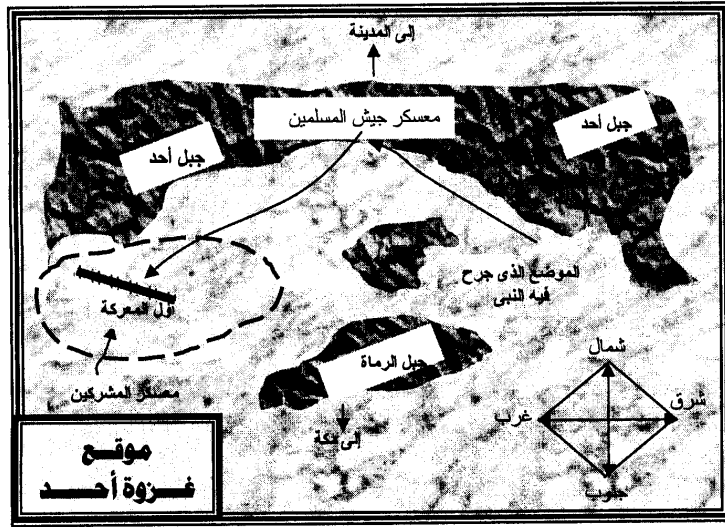 إلى المدينة
معسكر جيش المسلمين
جبل أحد
جبل أحد
الموضع الذى جرح
فيه النبى
أول المعركة
معسكر المشركين
جبل الرماة
إلى مكة
شمال
شرق
غرب
جنوب
موقع
غزوة أحد